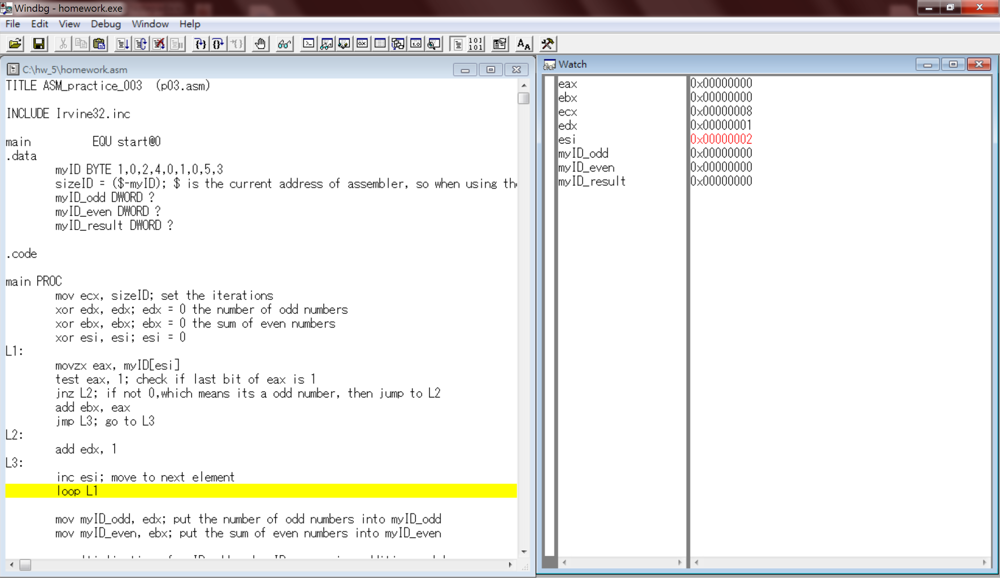 Windbg - homework.exe
File Edit View Debug Window Help
C:\hw_5\homework.asm
TITLE ASM_practice_003 (p03.asm)
INCLUDE Irvine32.inc
main EQU start@0
.data
myID BYTE 1,0,2,4,0,1,0,5,3
sizeID = ($-myID); $ is the current address of assembler, so when using
myID_odd DWORD ?
myID_even DWORD ?
myID_result DWORD ?
.code
main PROC
mov ecx, sizeID; set the iterations
xor edx, edx; edx = 0 the number of odd numbers
xor ebx, ebx; ebx = 0 the sum of even numbers
xor esi, esi; esi = 0
L1:
movzx eax, myID[esi]
test eax, 1; check if last bit of eax is 1
jnz L2; if not 0,which means its a odd number, then jump to L2
add ebx, eax
jmp L3; go to L3
L2:
add edx, 1
L3:
inc esi; move to next element
loop L1
mov myID_odd, edx; put the number of odd numbers into myID_odd
mov myID_even, ebx; put the sum of even numbers into myID_even
Watch
eax 0x00000000
ebx 0x00000000
ecx 0x00000008
edx 0x00000001
esi 0x00000002
myID_odd 0x00000000
myID_even 0x00000000
myID_result 0x00000000